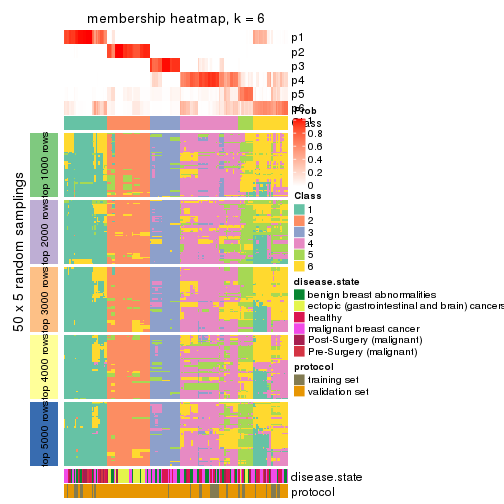 membership heatmap, k = 6
p1
p2
p3
p4
p5
p6
Prob
Class
0.8
0.6
0.4
0.2
0
Class
1
2
3
4
5
6
disease.state
benign breast abnormalities
ectopic (gastrointestinal and brain) cancers
healthy
malignant breast cancer
Post-Surgery (malignant)
Pre-Surgery (malignant)
protocol
training set
validation set
50 x 5 random samplings
top 1000 rows
top 2000 rows
top 3000 rows
top 4000 rows
top 5000 rows
disease.state
protocol